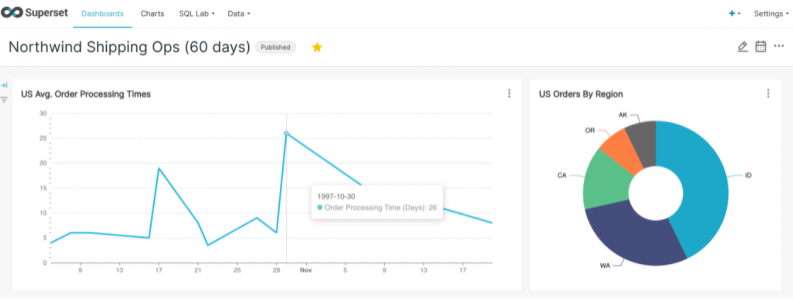 Superset Dashboards Charts SQL Lab Data Settings
Northwind Shipping Ops (60 days) Published
US Avg. Order Processing Times
30
25
20
15
10
5
0
9 13 17 21 25 29 Nov 5 9 13 17
1997-10-30
Order Processing Time (Days): 26
US Orders By Region
AK
OR
CA
ID
WA